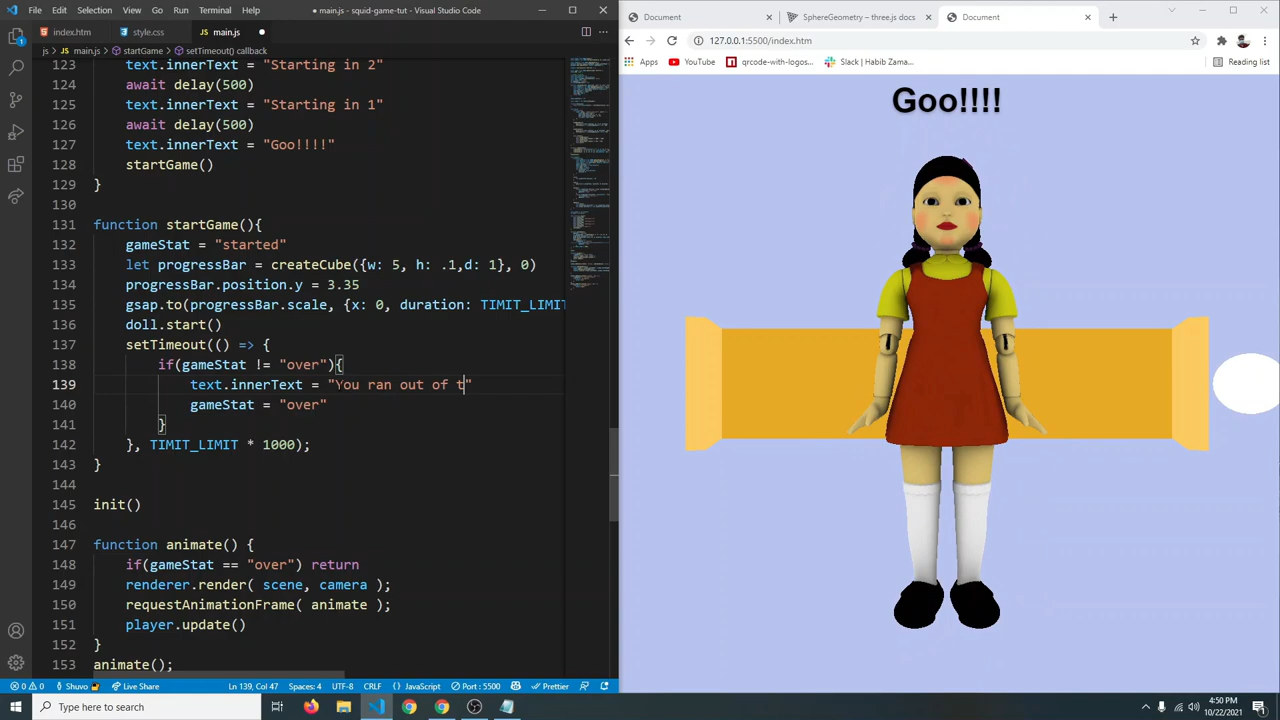 File Edit Selection View Go Run Terminal Help
● main.js - squid-game-tut - Visual Studio Code
index.htm
style.css
main.js
js > main.js > startGame > setTimeout() callback
123 text.innerText = "Starting in 2"
124 await delay(500)
125 text.innerText = "Starting in 1"
126 await delay(500)
127 text.innerText = "Goo!!!!"
128 startGame()
129 }
130
131 function startGame(){
132 gameStat = "started"
133 let progressBar = createCube({w: 5, h: .1,d: 1}, 0)
134 progressBar.position.y = 3.35
135 gsap.to(progressBar.scale, {x: 0, duration: TIMIT_LIMIT
136 doll.start()
137 setTimeout(() => {
138 if(gameStat != "over"){
139 text.innerText = "You ran out of t"
140 gameStat = "over"
141 }
142 }, TIMIT_LIMIT * 1000);
143 }
144
145 init()
146
147 function animate() {
148 if(gameStat == "over") return
149 renderer.render( scene, camera );
150 requestAnimationFrame( animate );
151 player.update()
152 }
153 animate();
0 0 Shuvo Live Share Ln 139, Col 47 Spaces: 4 UTF-8 CRLF JavaScript Port : 5500 Prettier
Document
SphereGeometry – three.js docs
Document
127.0.0.1:5500/index.htm
Apps YouTube qrcode-with-logos... Slack | Habib Zama... Reading list
Goo!!!!
Type here to search
4:50 PM
10/22/2021
1